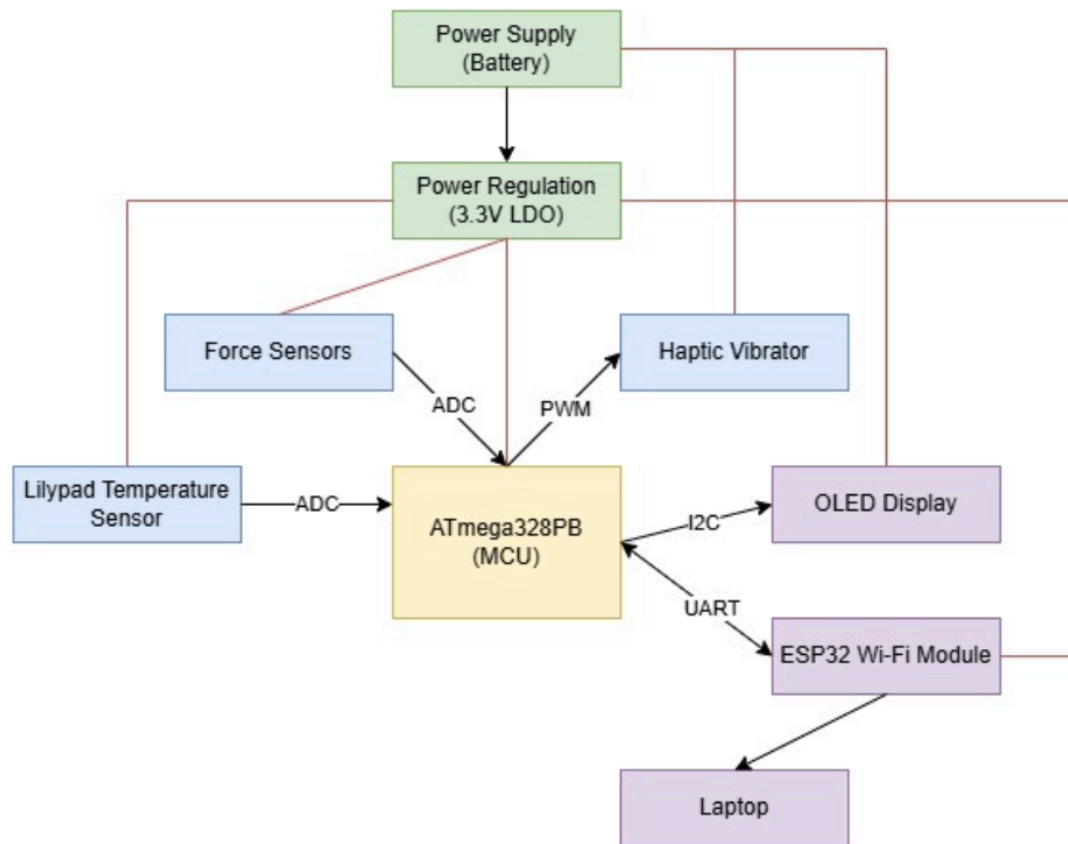 Power Supply
(Battery)
Power Regulation
(3.3V LDO)
Force Sensors
Haptic Vibrator
ADC
PWM
Lilypad Temperature
Sensor
ADC
ATmega328PB
(MCU)
I2C
OLED Display
UART
ESP32 Wi-Fi Module
Laptop